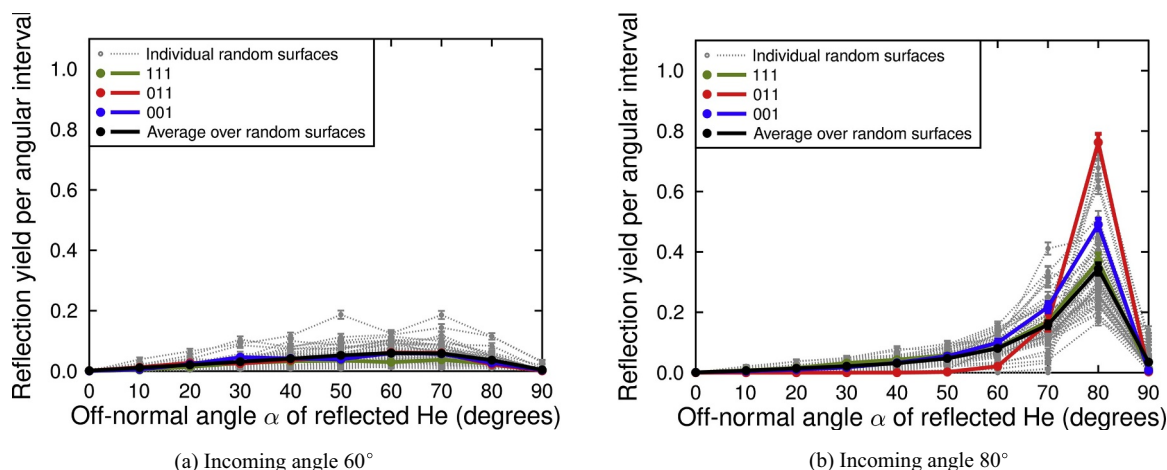 Reflection yield per angular interval
1.0
0.8
0.6
0.4
0.2
0.0
Individual random surfaces
111
011
001
Average over random surfaces
0 10 20 30 40 50 60 70 80 90
Off-normal angle α of reflected He (degrees)
(a) Incoming angle 60°
Reflection yield per angular interval
1.0
0.8
0.6
0.4
0.2
0.0
Individual random surfaces
111
011
001
Average over random surfaces
0 10 20 30 40 50 60 70 80 90
Off-normal angle α of reflected He (degrees)
(b) Incoming angle 80°